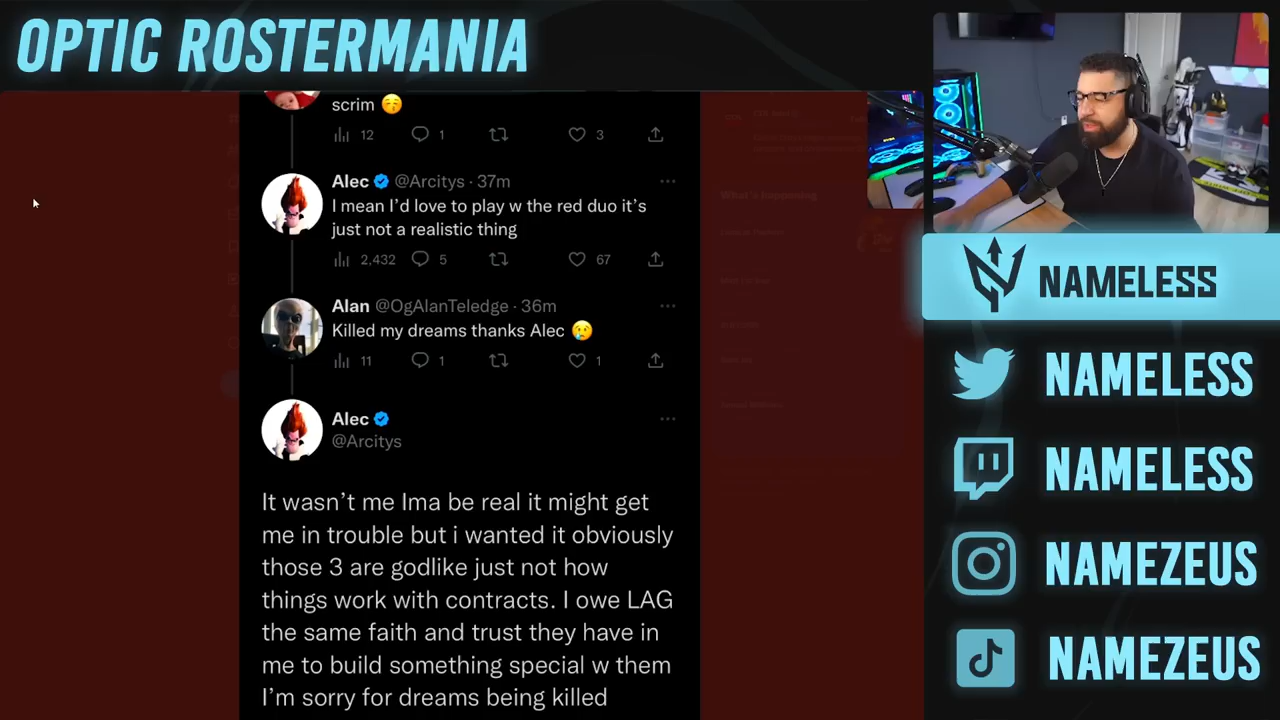 OPTIC ROSTERMANIA
scrim 😚
12 1 3
Alec @Arcitys · 37m
I mean I'd love to play w the red duo it's
just not a realistic thing
2,432 5 67
Alan @OgAlanTeledge · 36m
Killed my dreams thanks Alec 😢
11 1 1
Alec
@Arcitys
It wasn't me Ima be real it might get
me in trouble but i wanted it obviously
those 3 are godlike just not how
things work with contracts. I owe LAG
the same faith and trust they have in
me to build something special w them
I'm sorry for dreams being killed
What's happening
NAMELESS
NAMELESS
NAMELESS
NAMEZEUS
NAMEZEUS